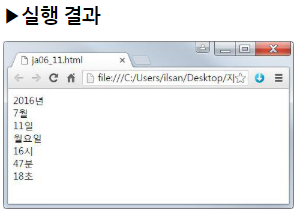 ▶실행 결과
ja06_11.html
file:///C:/Users/ilsan/Desktop/자
2016년
7월
11일
월요일
16시
47분
18초